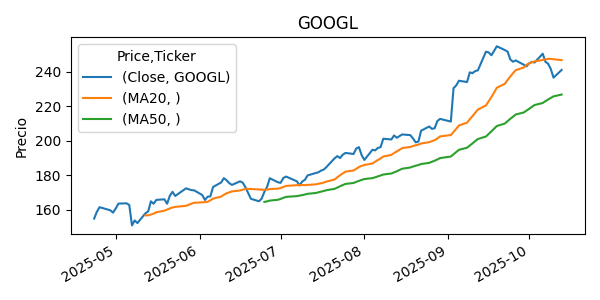 GOOGL
Price,Ticker
(Close, GOOGL)
(MA20, )
(MA50, )
Precio
240
220
200
180
160
2025-05
2025-06
2025-07
2025-08
2025-09
2025-10